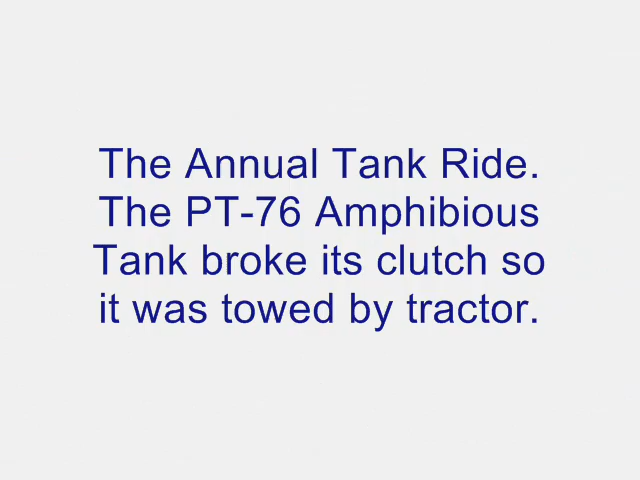 The Annual Tank Ride.
The PT-76 Amphibious
Tank broke its clutch so
it was towed by tractor.